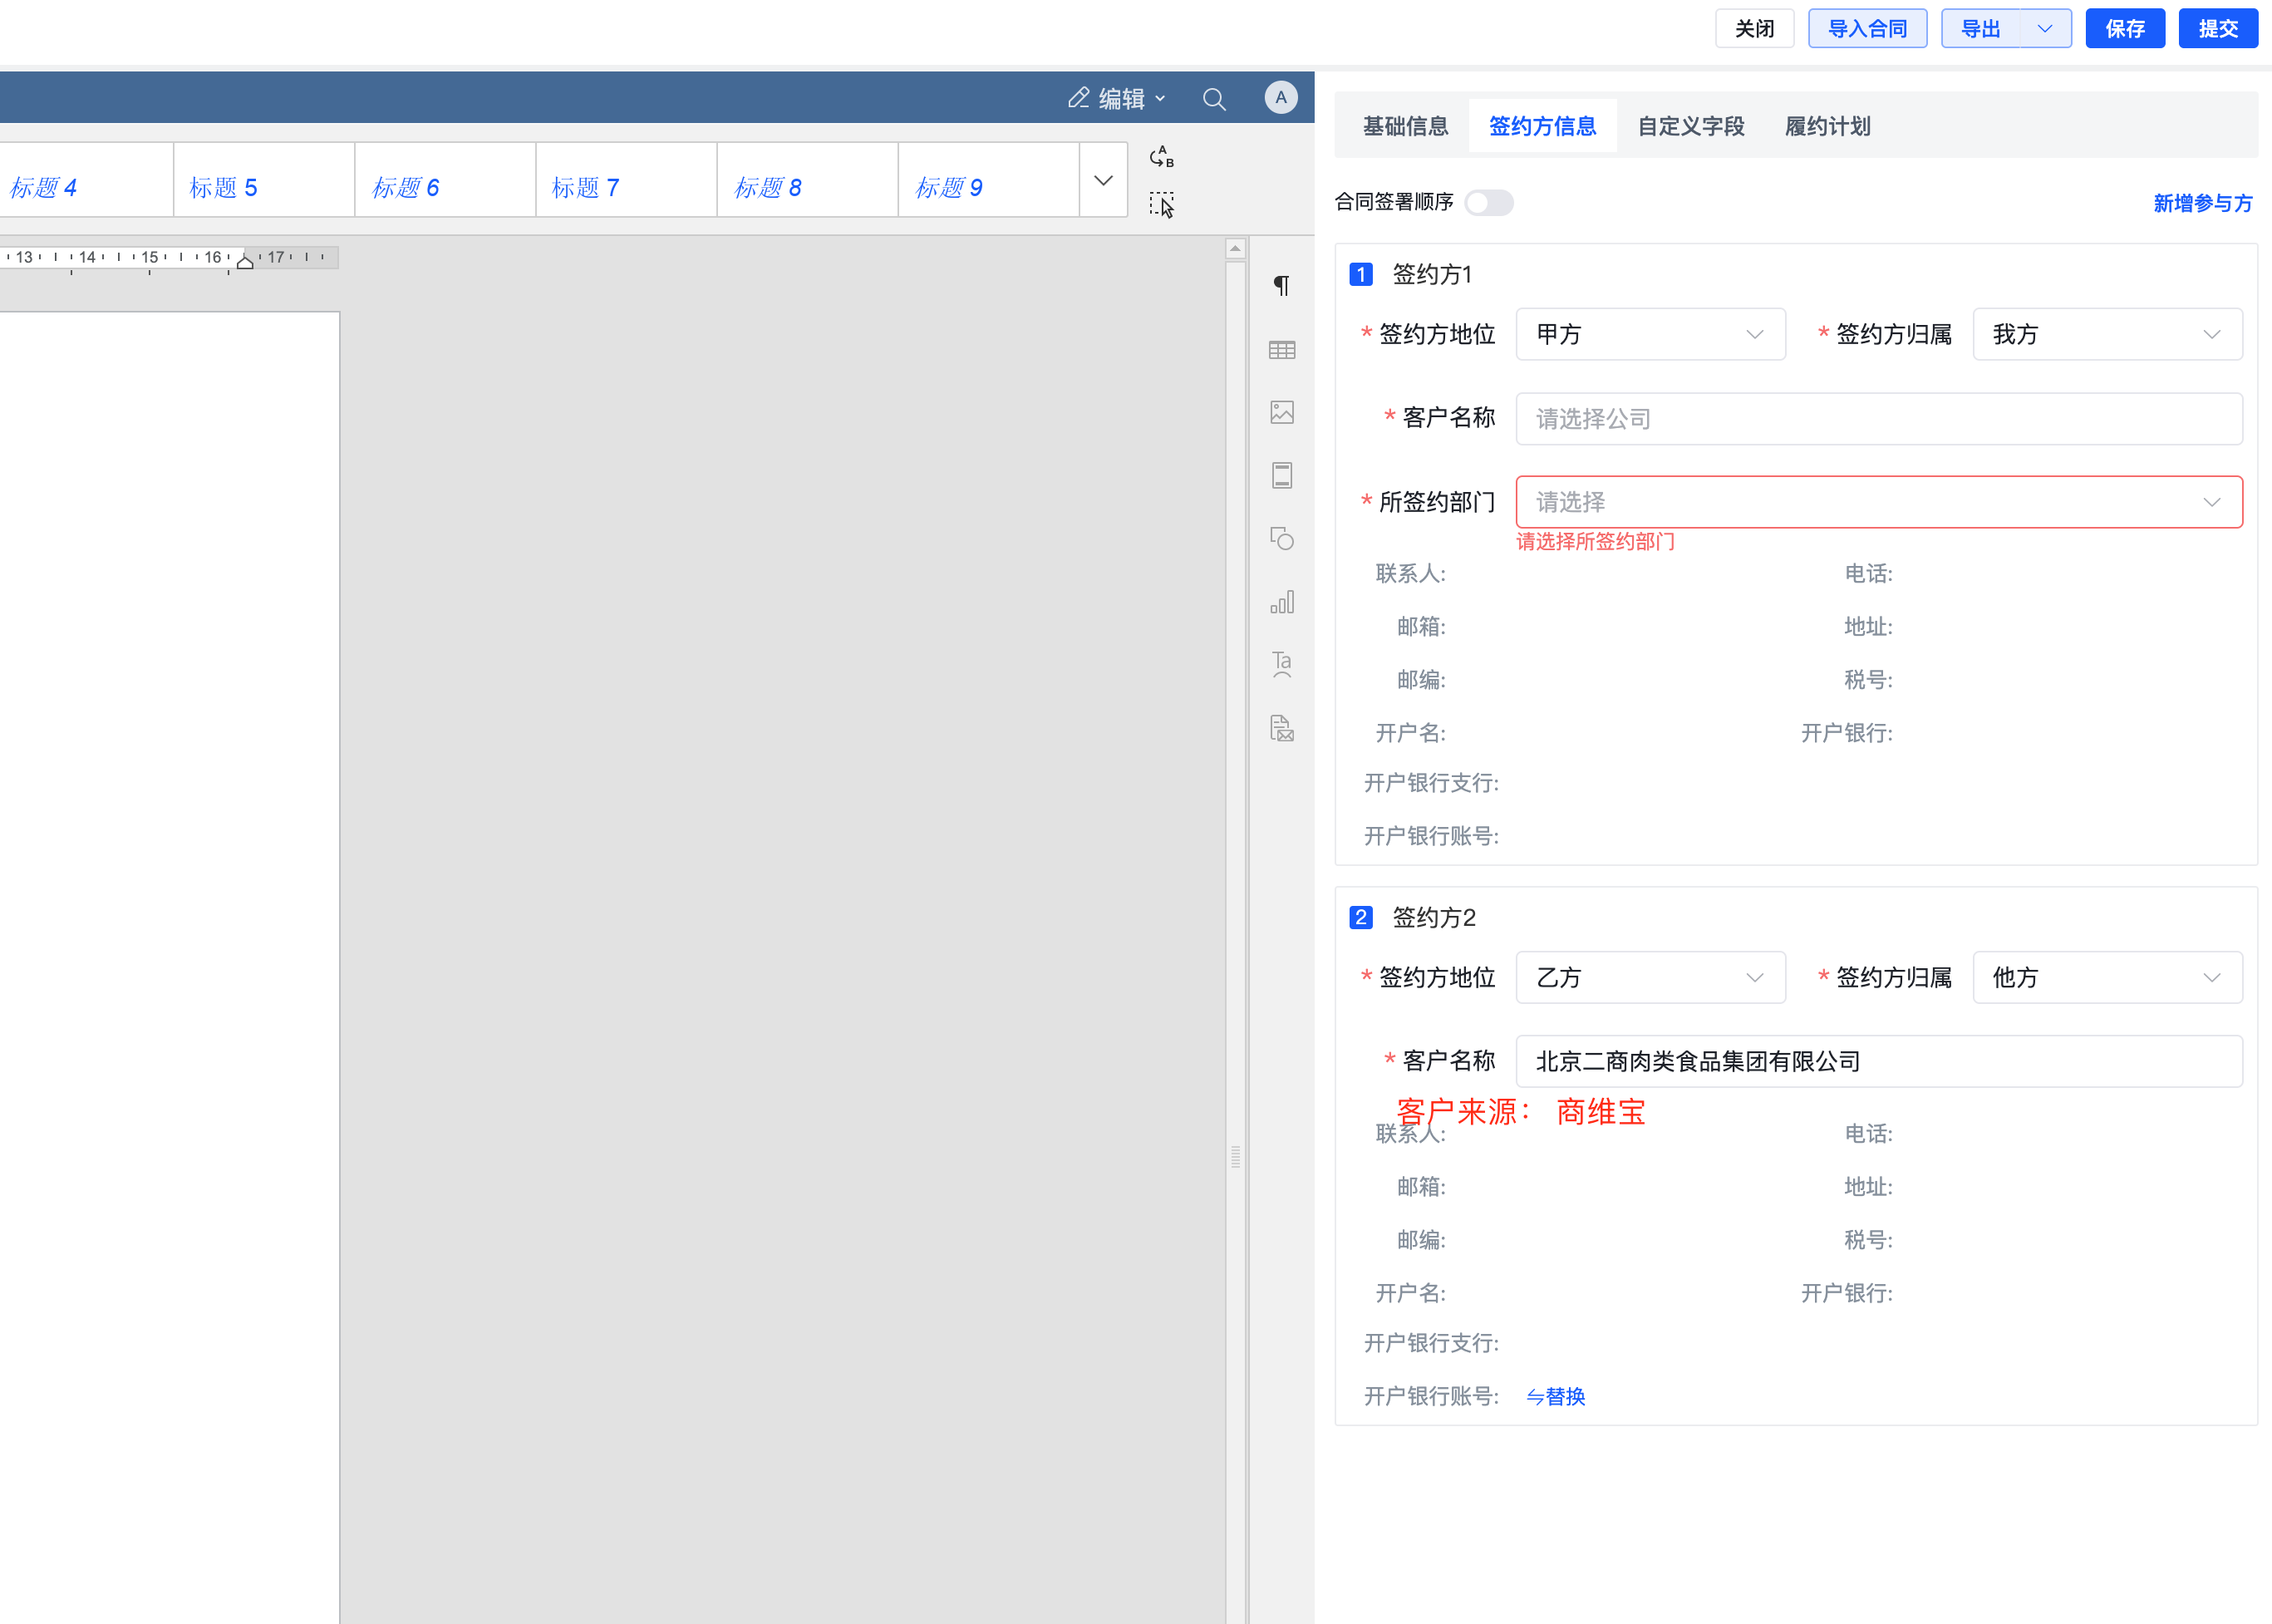 关闭 导入合同 导出 保存 提交
编辑 A
基础信息 签约方信息 自定义字段 履约计划
标题 4 标题 5 标题 6 标题 7 标题 8 标题 9
合同签署顺序 新增参与方
13 14 15 16 17
1 签约方1
* 签约方地位 甲方 * 签约方归属 我方
* 客户名称 请选择公司
* 所签约部门 请选择
请选择所签约部门
联系人: 电话:
邮箱: 地址:
邮编: 税号:
开户名: 开户银行:
开户银行支行:
开户银行账号:
2 签约方2
* 签约方地位 乙方 * 签约方归属 他方
* 客户名称 北京二商肉类食品集团有限公司
客户来源： 商维宝
联系人: 电话:
邮箱: 地址:
邮编: 税号:
开户名: 开户银行:
开户银行支行:
开户银行账号: 替换